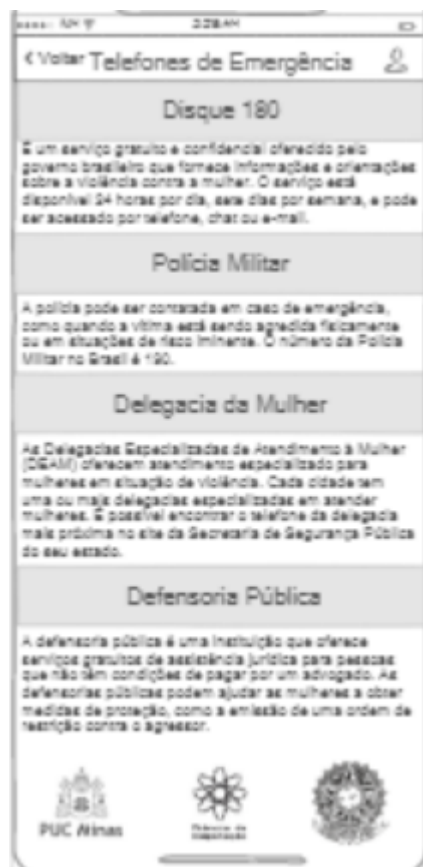 < Voltar Telefones de Emergência
Disque 180
É um serviço gratuito e confidencial oferecido pelo
governo brasileiro que fornece informações e orientações
sobre a violência contra a mulher. O serviço está
disponível 24 horas por dia, sete dias por semana, e pode
ser acessado por telefone, chat ou e-mail.
Polícia Militar
A polícia pode ser contatada em caso de emergência,
como quando a vítima está sendo agredida fisicamente
ou em situações de risco iminente. O número da Polícia
Militar no Brasil é 190.
Delegacia da Mulher
As Delegacias Especializadas de Atendimento à Mulher
(DEAM) oferecem atendimento especializado para
mulheres em situação de violência. Cada cidade tem
uma ou mais delegacias especializadas em atender
mulheres. É possível encontrar o telefone da delegacia
mais próxima no site da Secretaria de Segurança Pública
do seu estado.
Defensoria Pública
A defensoria pública é uma instituição que oferece
serviços gratuitos de assistência jurídica para pessoas
que não têm condições de pagar por um advogado. As
defensorias públicas podem ajudar as mulheres a obter
medidas de proteção, como a emissão de uma ordem de
restrição contra o agressor.
PUC Minas
Ciência da
Computação